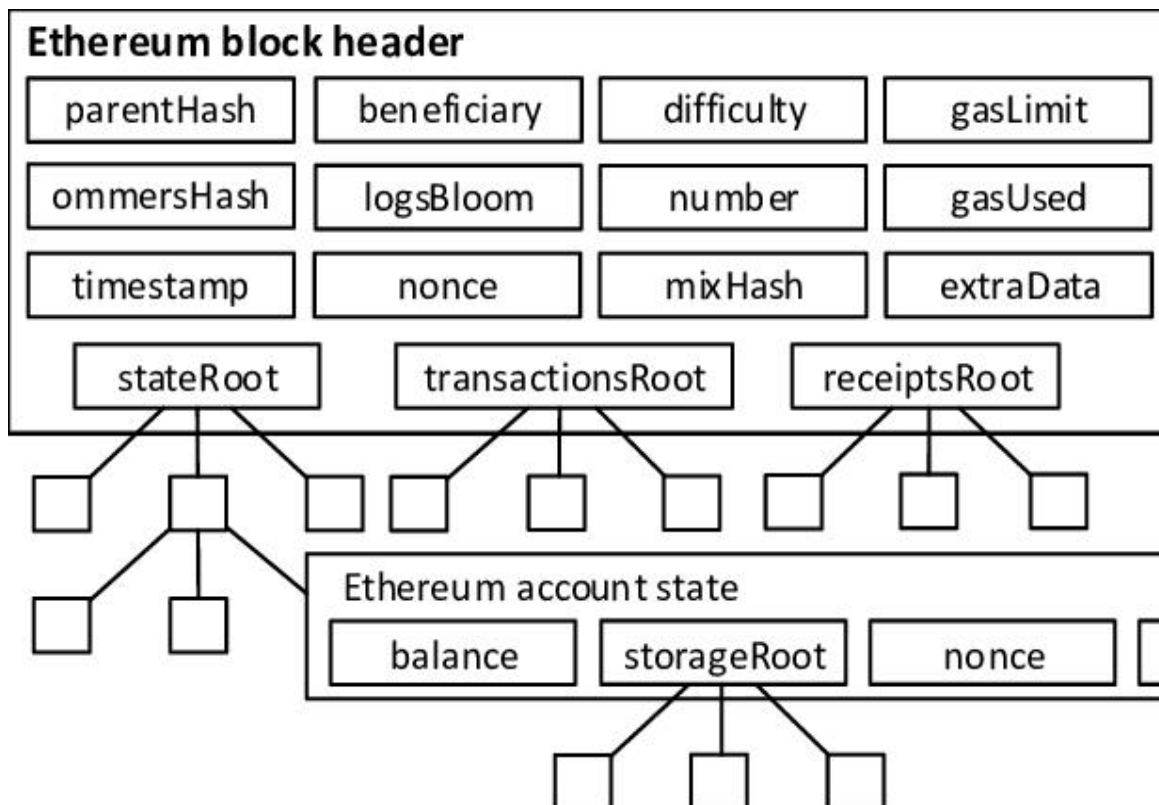 Ethereum block header
parentHash beneficiary difficulty gasLimit
ommersHash logsBloom number gasUsed
timestamp nonce mixHash extraData
stateRoot transactionsRoot receiptsRoot
Ethereum account state
balance storageRoot nonce